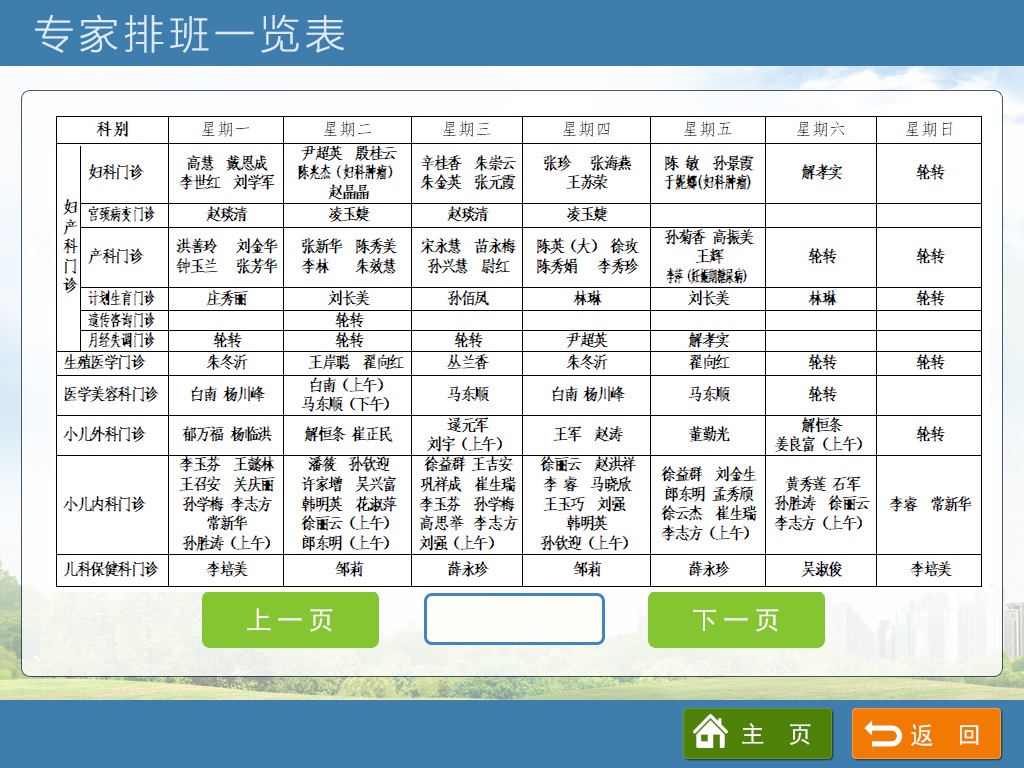 专家排班一览表
科别 星期一 星期二 星期三 星期四 星期五 星期六 星期日
妇产科门诊
妇科门诊 高慧 戴思成 李世红 刘学军 尹超英 殷桂云 陈兆杰(妇科肿瘤) 赵晶晶 辛桂香 朱崇云 朱金英 张元霞 张珍 张海燕 王苏荣 陈敏 孙景霞 于妮娜(妇科肿瘤) 解孝实 轮转
宫颈病变门诊 赵琰清 凌玉婕 赵琰清 凌玉婕
产科门诊 洪善玲 刘金华 钟玉兰 张芳华 张新华 陈秀美 李林 朱效慧 宋永慧 苗永梅 孙兴慧 尉红 陈英(大) 徐玫 陈秀娟 李秀珍 孙菊香 高振美 王辉 李萍(妊娠期糖尿病) 轮转 轮转
计划生育门诊 庄秀丽 刘长美 孙佰凤 林琳 刘长美 林琳 轮转
遗传咨询门诊 轮转
月经失调门诊 轮转 轮转 轮转 尹超英 解孝实
生殖医学门诊 朱冬沂 王岸聪 翟向红 丛兰香 朱冬沂 翟向红 轮转 轮转
医学美容科门诊 白南 杨川峰 白南(上午) 马东顺(下午) 马东顺 白南 杨川峰 马东顺 轮转
小儿外科门诊 郁万福 杨临洪 解恒条 崔正民 逯元军 刘宇(上午) 王军 赵涛 董勤光 解恒条 姜良富(上午) 轮转
小儿内科门诊 李玉芬 王懿林 王召安 关庆丽 孙学梅 李志方 常新华 孙胜涛(上午) 潘筱 孙钦迎 许家增 吴兴富 韩明英 花淑萍 徐丽云(上午) 郎东明(上午) 徐益群 王吉安 巩祥成 崔生瑞 李玉芬 孙学梅 高思举 李志方 刘强(上午) 徐丽云 赵洪祥 李睿 马晓欣 王玉巧 刘强 韩明英 孙钦迎(上午) 徐益群 刘金生 郎东明 孟秀颀 徐云杰 崔生瑞 李志方(上午) 黄秀莲 石军 孙胜涛 徐丽云 李志方(上午) 李睿 常新华
儿科保健科门诊 李培美 邹莉 薛永珍 邹莉 薛永珍 吴淑俊 李培美
上一页 下一页
主 页 返 回